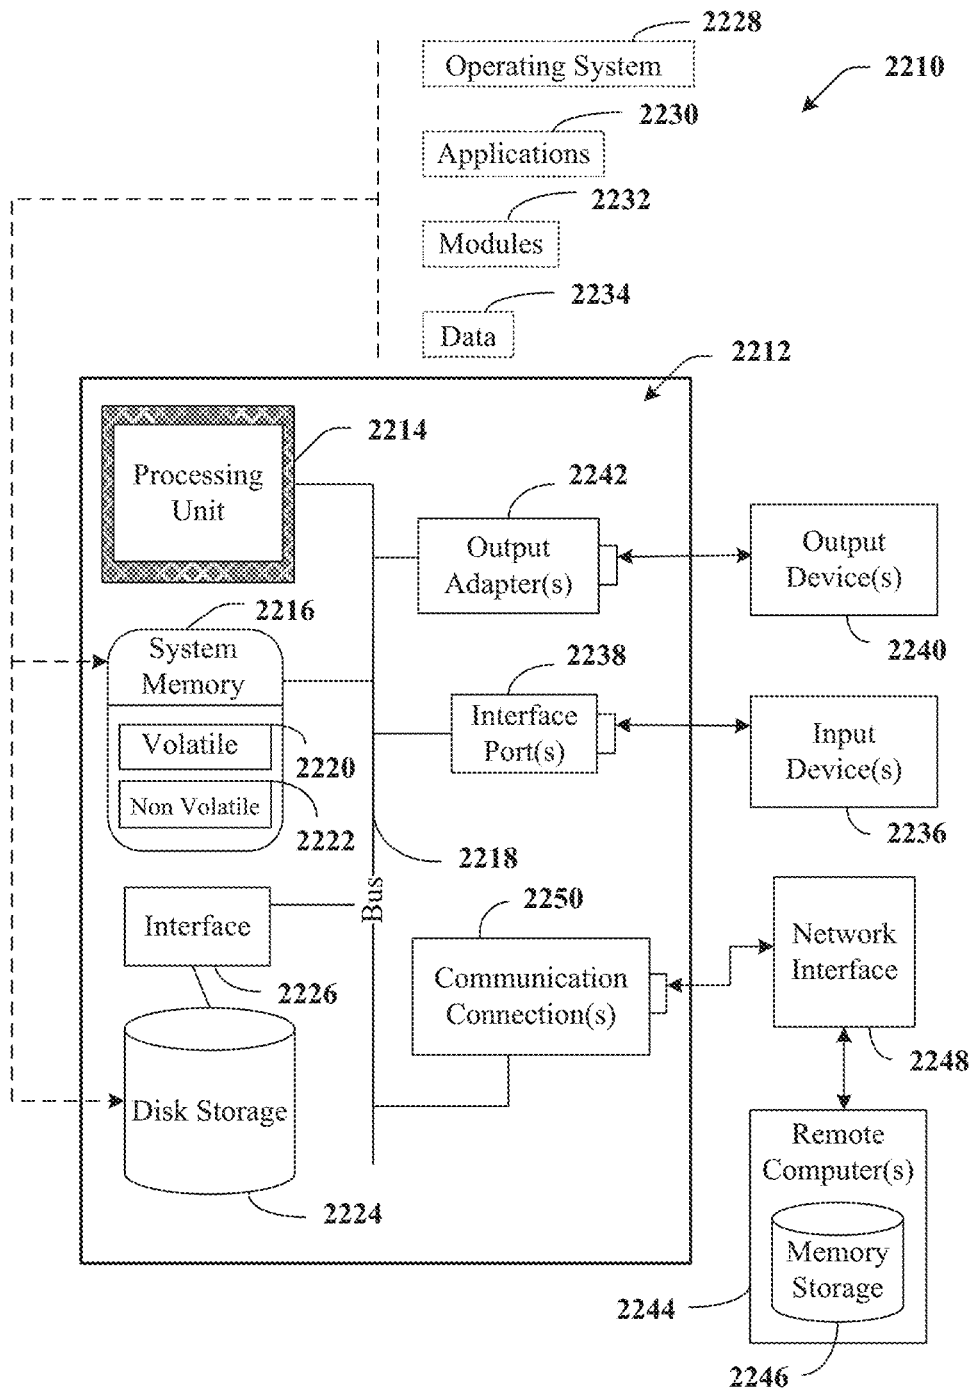 2228
Operating System
2210
2230
Applications
2232
Modules
2234
Data
2212
2214
Processing
Unit
2242
Output
Adapter(s)
Output
Device(s)
2240
2216
System
Memory
2238
Interface
Port(s)
Input
Device(s)
2236
Volatile
2220
Non Volatile
2222
2218
Bus
2250
Interface
2226
Communication
Connection(s)
Network
Interface
2248
Disk Storage
2224
Remote
Computer(s)
Memory
Storage
2244
2246